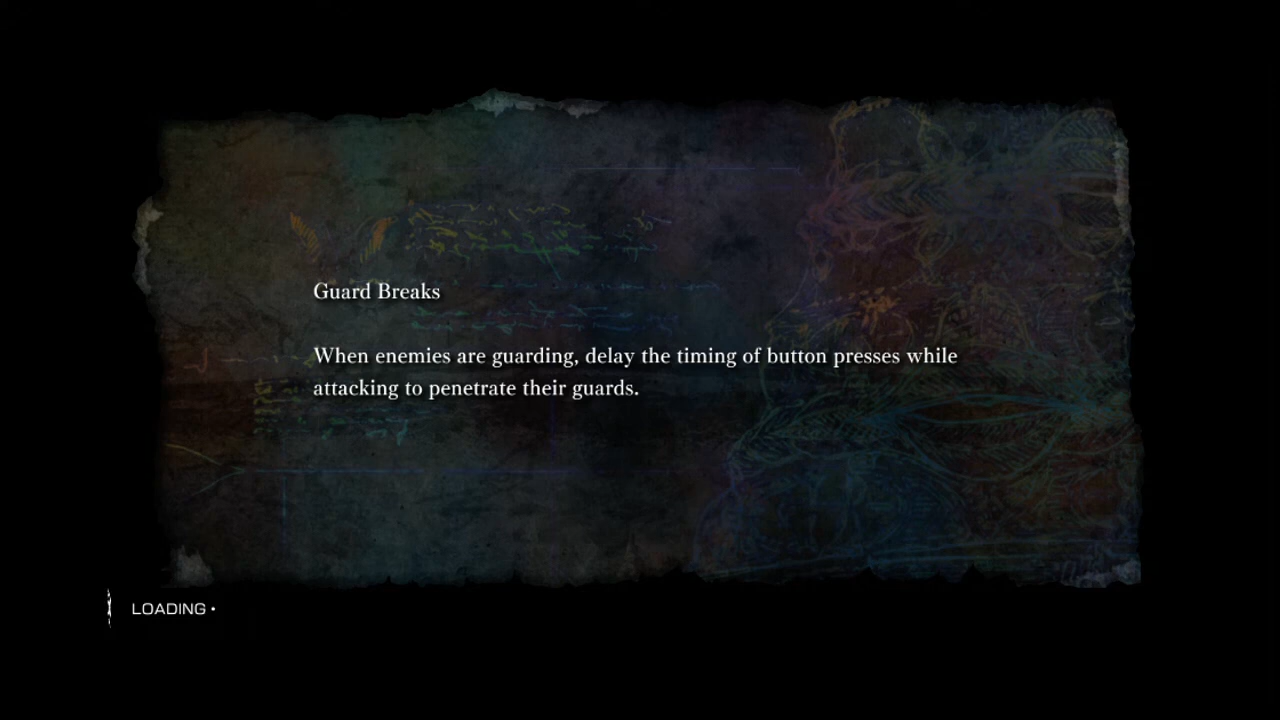 Guard Breaks
When enemies are guarding, delay the timing of button presses while
attacking to penetrate their guards.
LOADING •